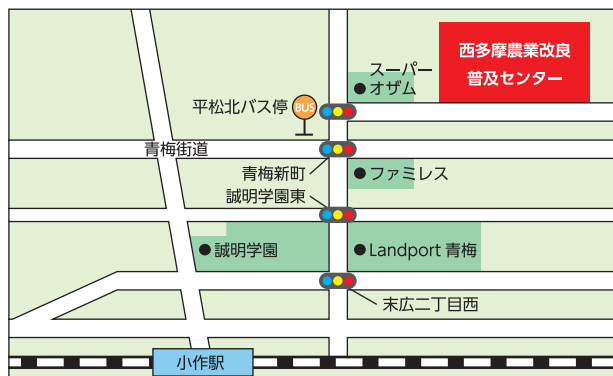 西多摩農業改良
普及センター
スーパー
オザム
平松北バス停
BUS
青梅街道
青梅新町
ファミレス
誠明学園東
誠明学園
Landport 青梅
末広二丁目西
小作駅